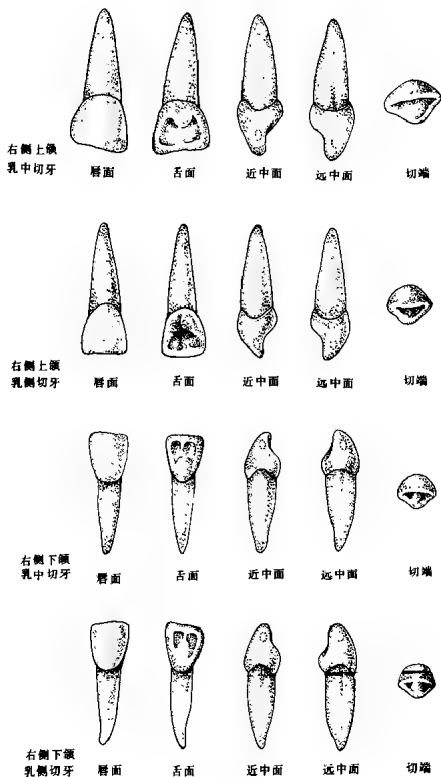 右侧上颌
乳中切牙
唇面 舌面 近中面 远中面 切端
右侧上颌
乳侧切牙
唇面 舌面 近中面 远中面 切端
右侧下颌
乳中切牙
唇面 舌面 近中面 远中面 切端
右侧下颌
乳侧切牙
唇面 舌面 近中面 远中面 切端